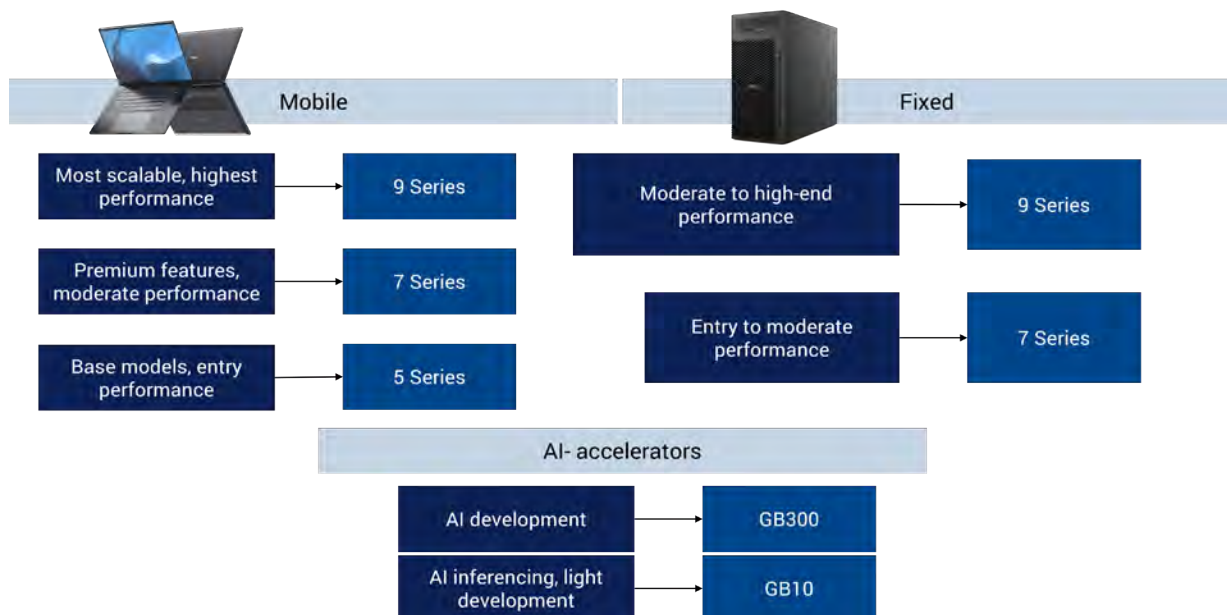 Mobile
Most scalable, highest
performance
9 Series
Premium features,
moderate performance
7 Series
Base models, entry
performance
5 Series
Fixed
Moderate to high-end
performance
9 Series
Entry to moderate
performance
7 Series
AI- accelerators
AI development
GB300
AI inferencing, light
development
GB10